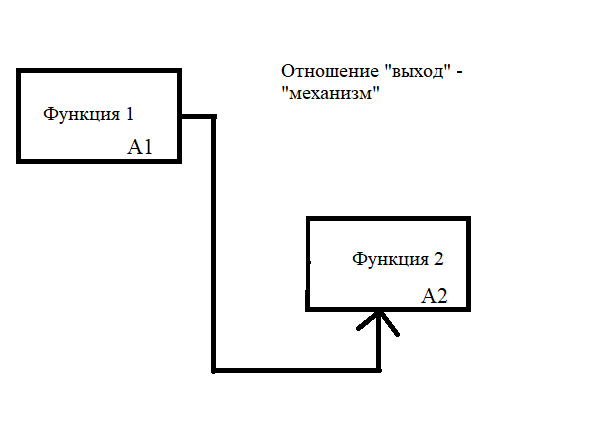 Отношение "выход" -
"механизм"
Функция 1
A1
Функция 2
A2